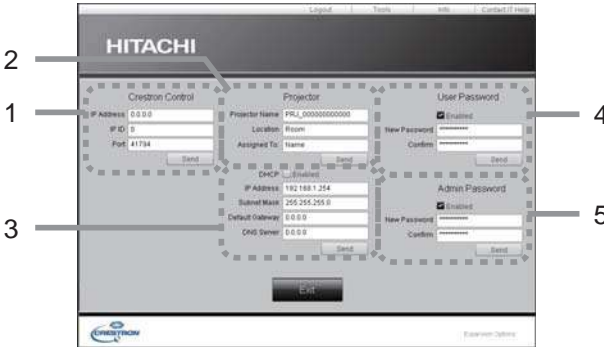 Logout Tools Info Contact IT Help
HITACHI
2
1
3
4
5
Crestron Control
IP Address 0.0.0.0
IP ID 0
Port 41794
Send
Projector
Projector Name PRJ_000000000000
Location Room
Assigned To: Name
Send
DHCP Enabled
IP Address 192.168.1.254
Subnet Mask 255.255.255.0
Default Gateway 0.0.0.0
DNS Server 0.0.0.0
Send
User Password
Enabled
New Password ***********
Confirm ***********
Send
Admin Password
Enabled
New Password ***********
Confirm ***********
Send
Exit
CRESTRON
Expansion Options